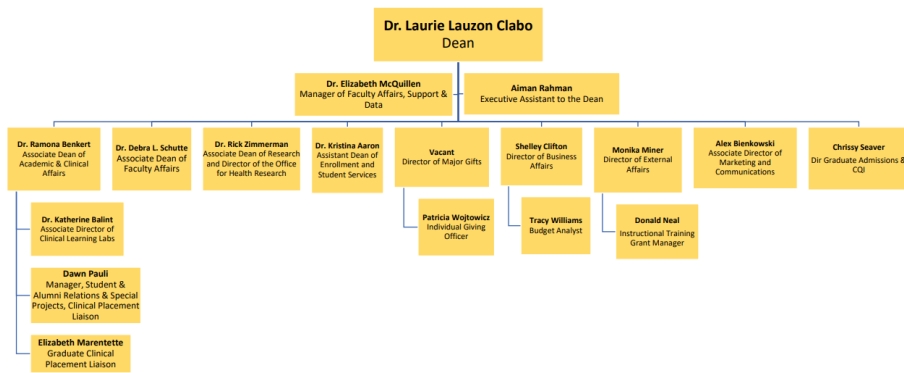 Dr. Laurie Lauzon Clabo
Dean
Dr. Elizabeth McQuillen
Manager of Faculty Affairs, Support &
Data
Aiman Rahman
Executive Assistant to the Dean
Dr. Ramona Benkert
Associate Dean of
Academic & Clinical
Affairs
Dr. Debra L. Schutte
Associate Dean of
Faculty Affairs
Dr. Rick Zimmerman
Associate Dean of Research
and Director of the Office
for Health Research
Dr. Kristina Aaron
Assistant Dean of
Enrollment and
Student Services
Vacant
Director of Major Gifts
Shelley Clifton
Director of Business
Affairs
Monika Miner
Director of External
Affairs
Alex Bienkowski
Associate Director of
Marketing and
Communications
Chrissy Seaver
Dir Graduate Admissions &
CQI
Dr. Katherine Balint
Associate Director of
Clinical Learning Labs
Patricia Wojtowicz
Individual Giving
Officer
Tracy Williams
Budget Analyst
Donald Neal
Instructional Training
Grant Manager
Dawn Pauli
Manager, Student &
Alumni Relations & Special
Projects, Clinical Placement
Liaison
Elizabeth Marentette
Graduate Clinical
Placement Liaison